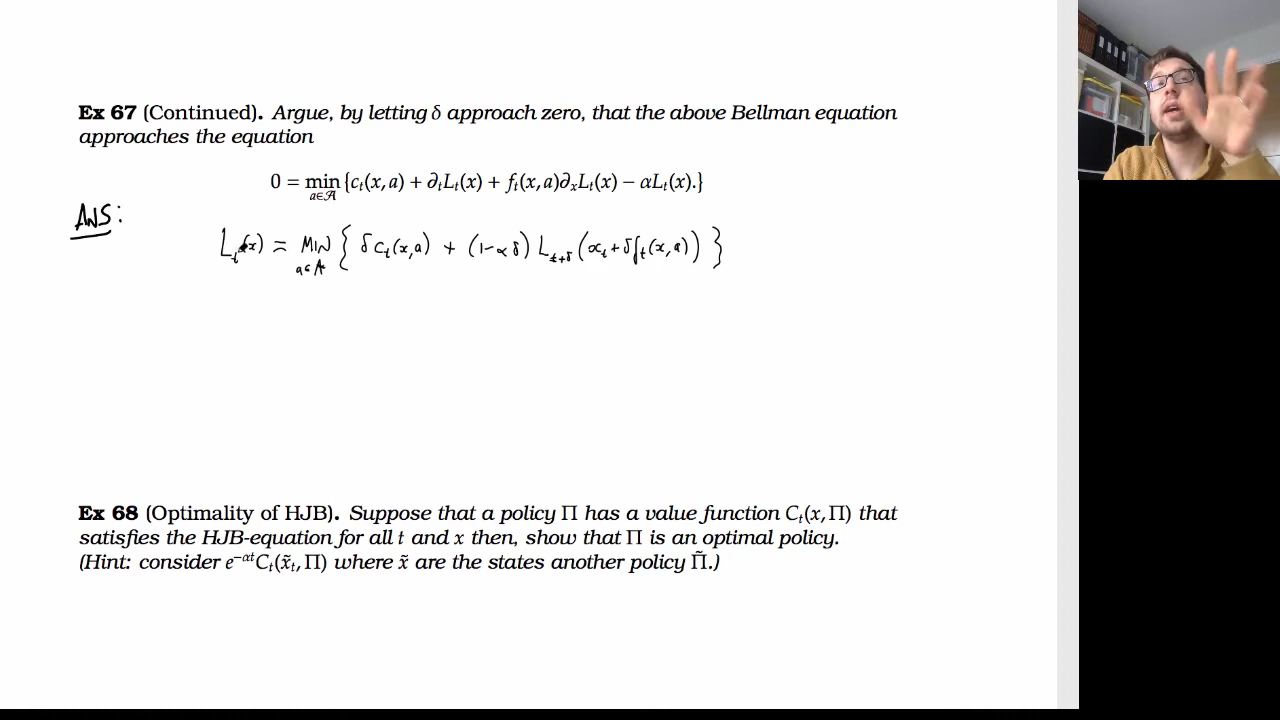 Ex 67 (Continued). Argue, by letting δ approach zero, that the above Bellman equation
approaches the equation
0 = min_{a∈𝒜} {c_t(x, a) + ∂_t L_t(x) + f_t(x, a)∂_x L_t(x) − αL_t(x).}
ANS:
L_t(x) = MIN_{a∈A} { δ c_t(x,a) + (1-αδ) L_{t+δ} (x_t + δf_t(x,a)) }
Ex 68 (Optimality of HJB). Suppose that a policy Π has a value function C_t(x, Π) that
satisfies the HJB-equation for all t and x then, show that Π is an optimal policy.
(Hint: consider e^{−αt}C_t(x̃_t, Π) where x̃ are the states another policy Π̃.)